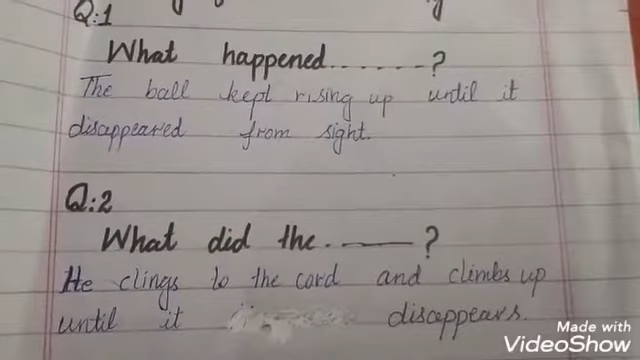 Q:1
What happened.......?
The ball kept rising up until it
disappeared from sight.
Q:2
What did the.——?
He clings to the cord and climbs up
until it disappears.
Made with
VideoShow